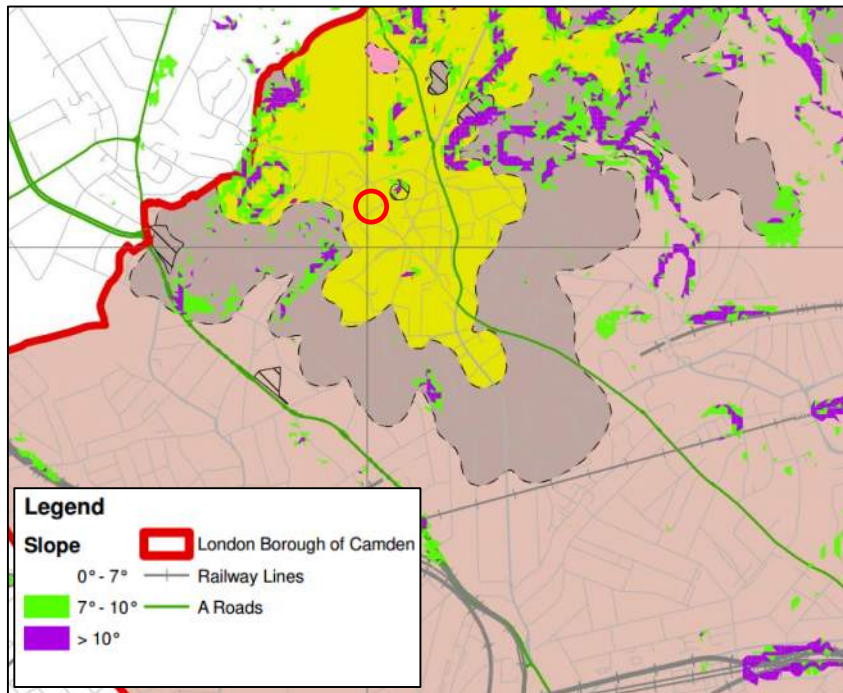 Legend
Slope
0° - 7°
7° - 10°
> 10°
London Borough of Camden
Railway Lines
A Roads